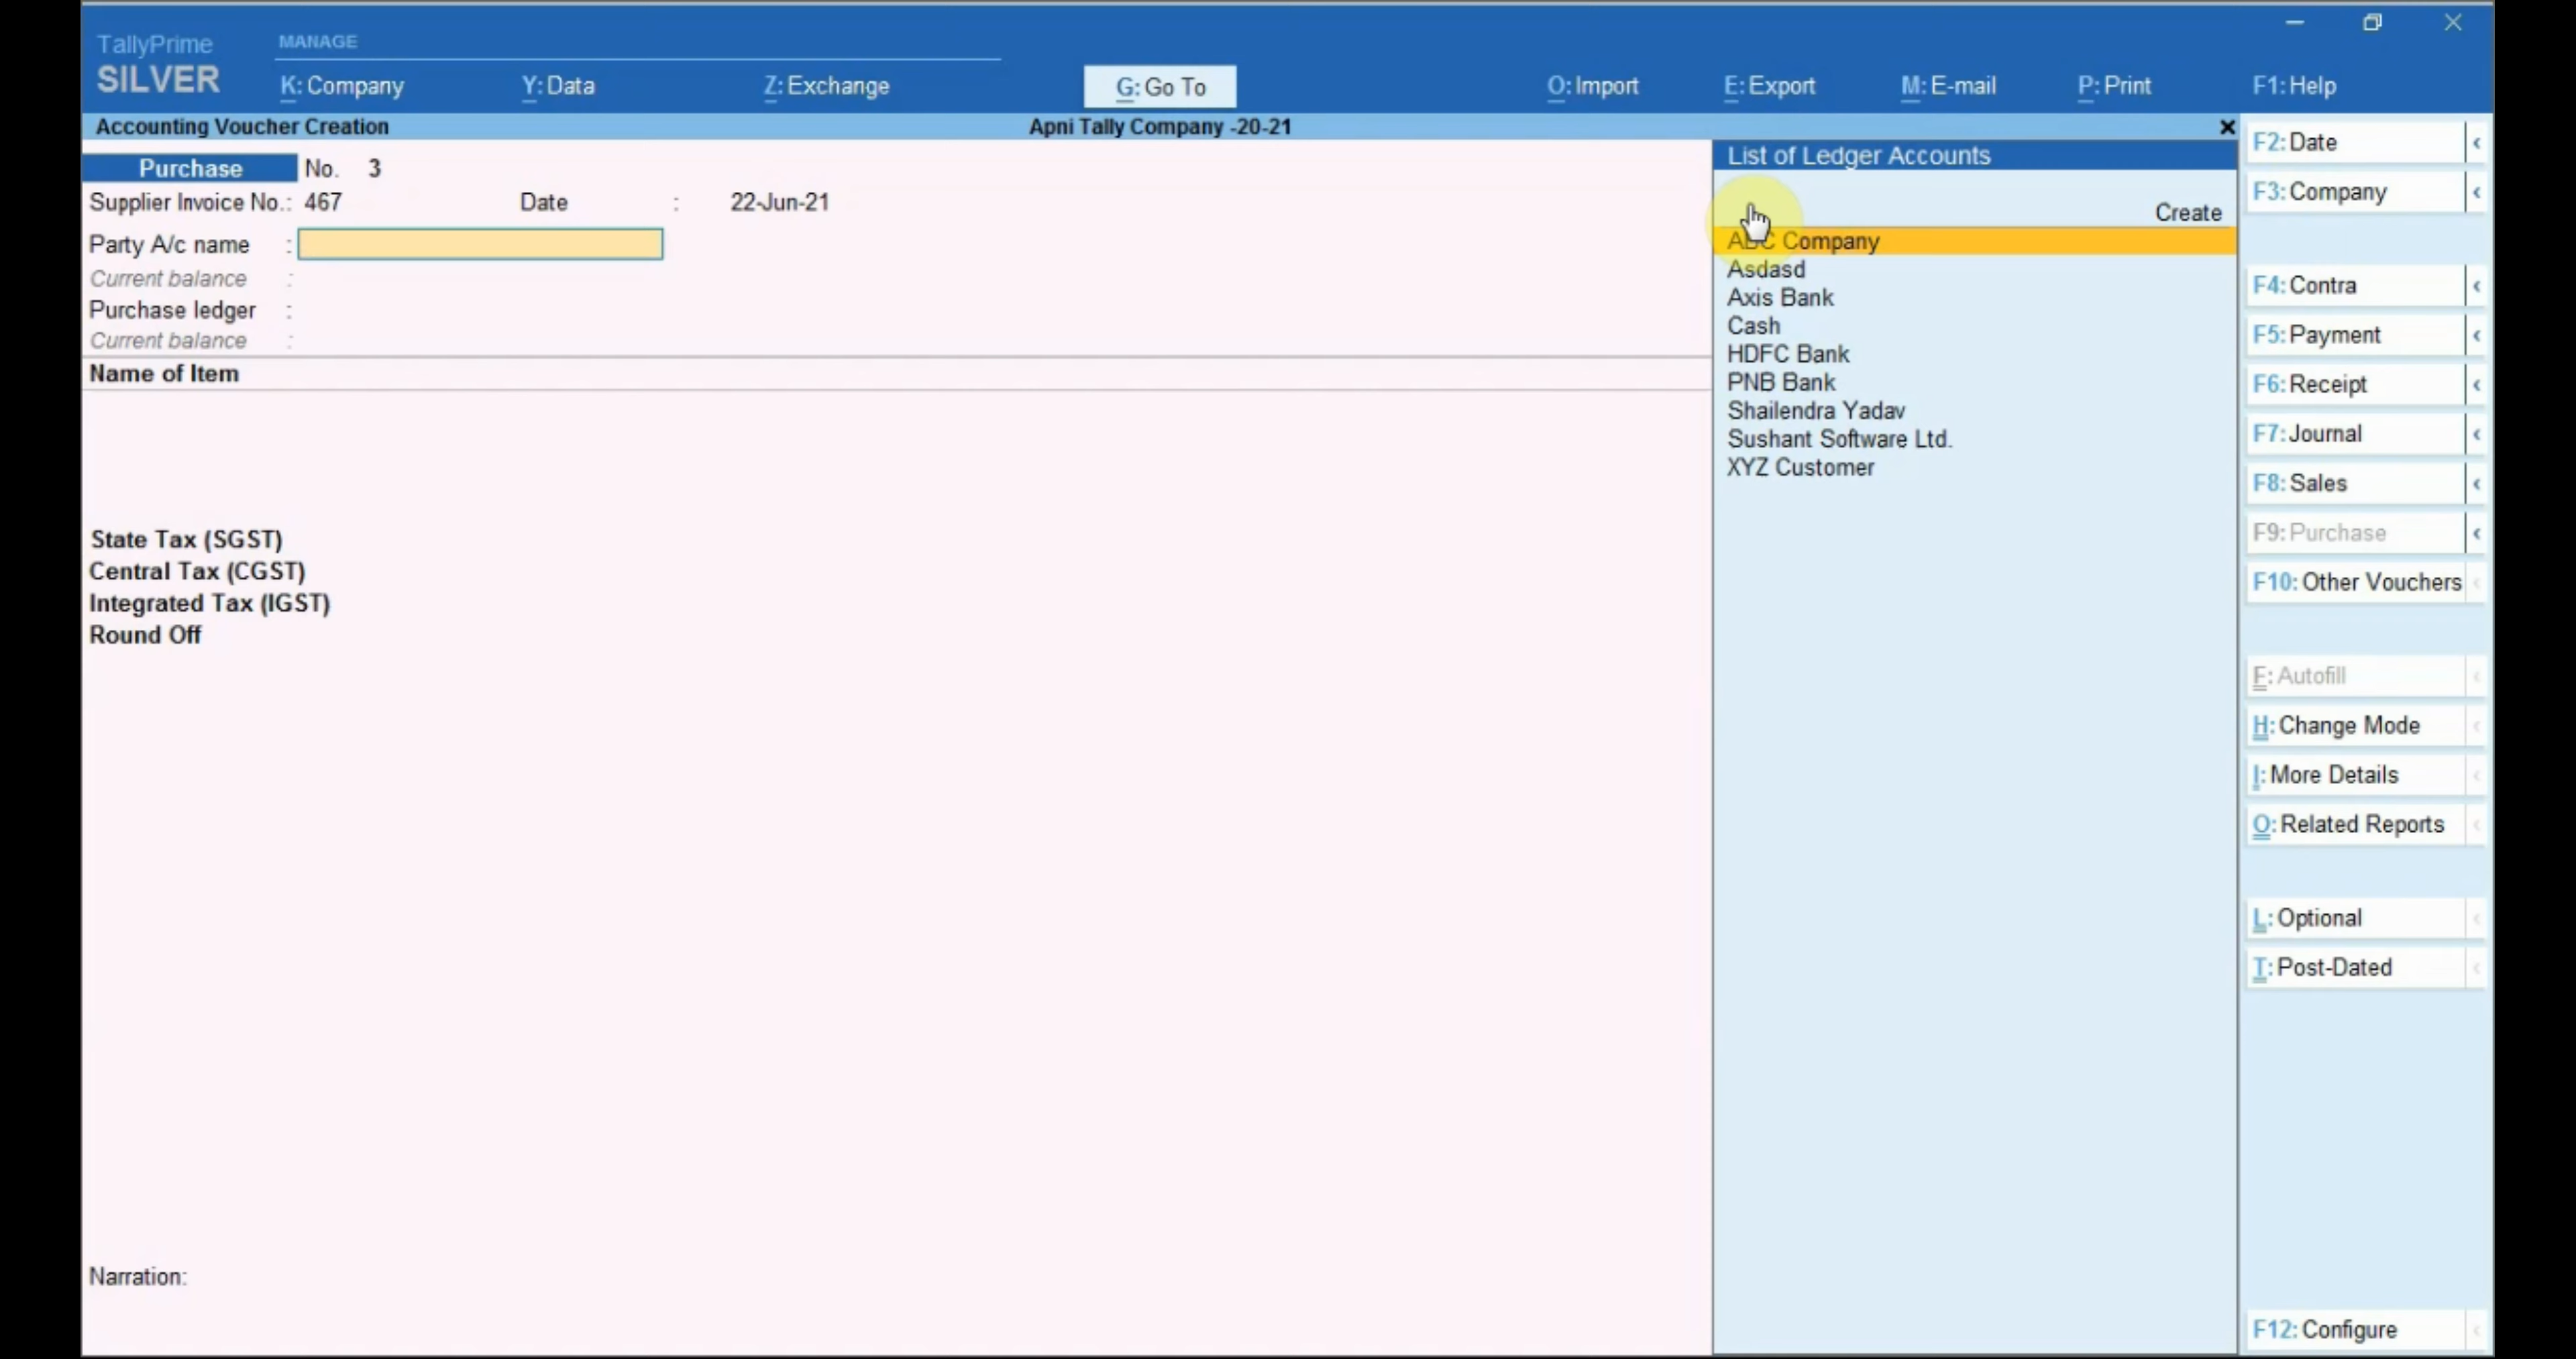 TallyPrime
SILVER
MANAGE
K: Company
Y: Data
Z: Exchange
G: Go To
O: Import
E: Export
M: E-mail
P: Print
F1: Help
Accounting Voucher Creation
Apni Tally Company -20-21
Purchase No. 3
Supplier Invoice No.: 467 Date : 22-Jun-21
Party A/c name :
Current balance :
Purchase ledger :
Current balance :
Name of Item
State Tax (SGST)
Central Tax (CGST)
Integrated Tax (IGST)
Round Off
Narration:
List of Ledger Accounts
Create
ABC Company
Asdasd
Axis Bank
Cash
HDFC Bank
PNB Bank
Shailendra Yadav
Sushant Software Ltd.
XYZ Customer
F2: Date
F3: Company
F4: Contra
F5: Payment
F6: Receipt
F7: Journal
F8: Sales
F9: Purchase
F10: Other Vouchers
F: Autofill
H: Change Mode
I: More Details
O: Related Reports
L: Optional
T: Post-Dated
F12: Configure